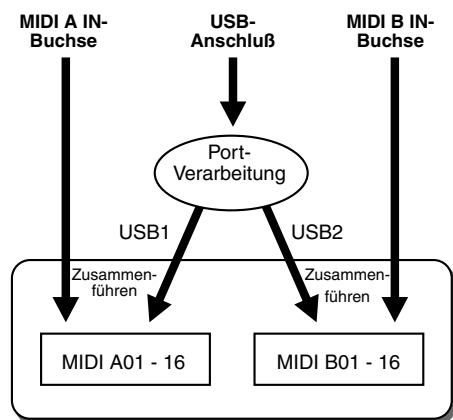 MIDI A IN-
Buchse
USB-
Anschluß
MIDI B IN-
Buchse
Port-
Verarbeitung
USB1
USB2
Zusammen-
führen
Zusammen-
führen
MIDI A01 - 16
MIDI B01 - 16